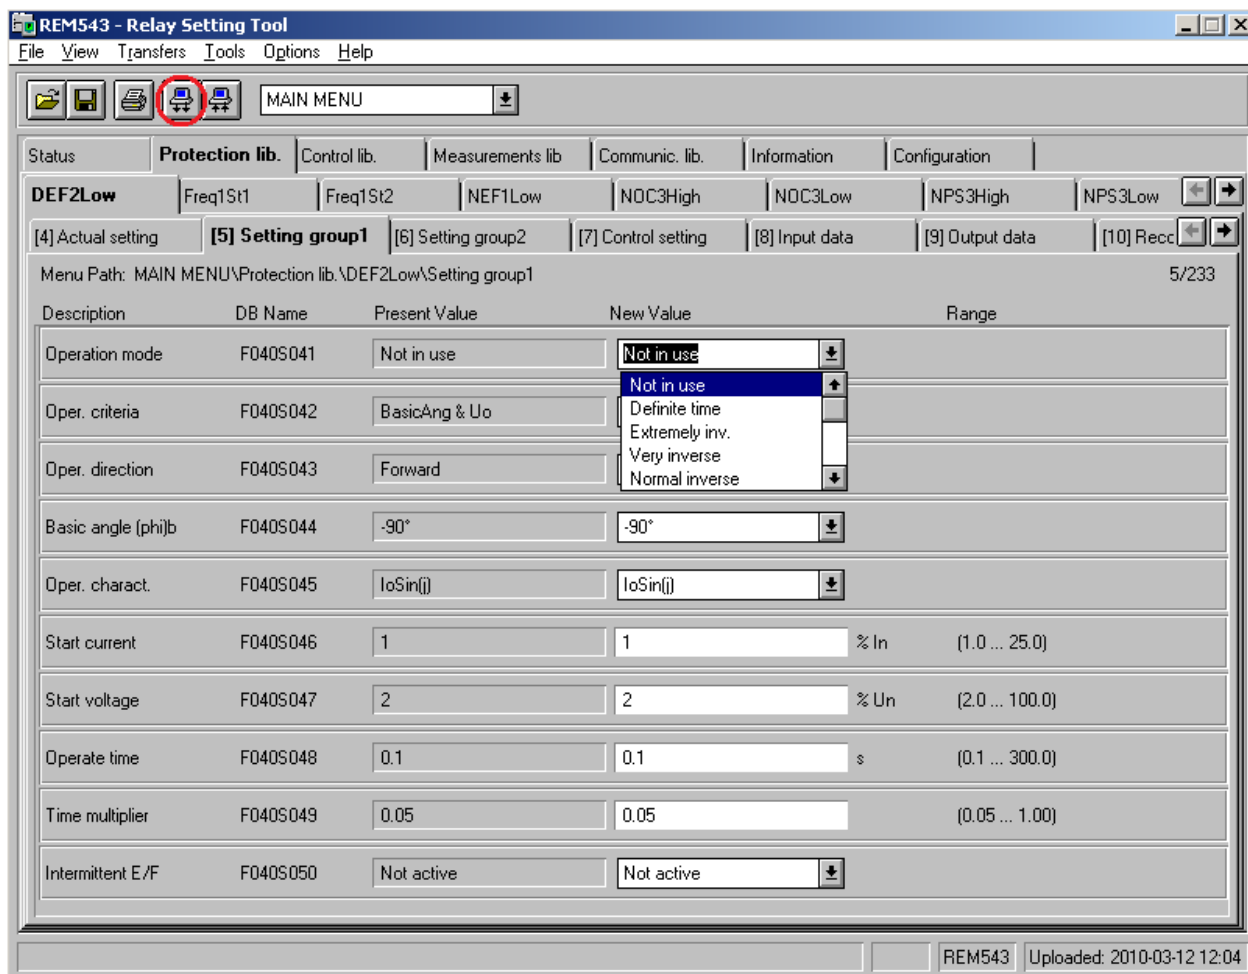 REM543 - Relay Setting Tool
File View Transfers Tools Options Help
MAIN MENU
Status Protection lib. Control lib. Measurements lib Communic. lib. Information Configuration
DEF2Low Freq1St1 Freq1St2 NEF1Low NOC3High NOC3Low NPS3High NPS3Low
[4] Actual setting [5] Setting group1 [6] Setting group2 [7] Control setting [8] Input data [9] Output data [10] Recc
Menu Path: MAIN MENU\Protection lib.\DEF2Low\Setting group1 5/233
Description DB Name Present Value New Value Range
Operation mode F040S041 Not in use Not in use
Not in use
Definite time
Extremely inv.
Very inverse
Normal inverse
Oper. criteria F040S042 BasicAng & Uo
Oper. direction F040S043 Forward
Basic angle (phi)b F040S044 -90° -90°
Oper. charact. F040S045 IoSin(j) IoSin(j)
Start current F040S046 1 1 % In (1.0 ... 25.0)
Start voltage F040S047 2 2 % Un (2.0 ... 100.0)
Operate time F040S048 0.1 0.1 s (0.1 ... 300.0)
Time multiplier F040S049 0.05 0.05 (0.05 ... 1.00)
Intermittent E/F F040S050 Not active Not active
REM543 Uploaded: 2010-03-12 12:04